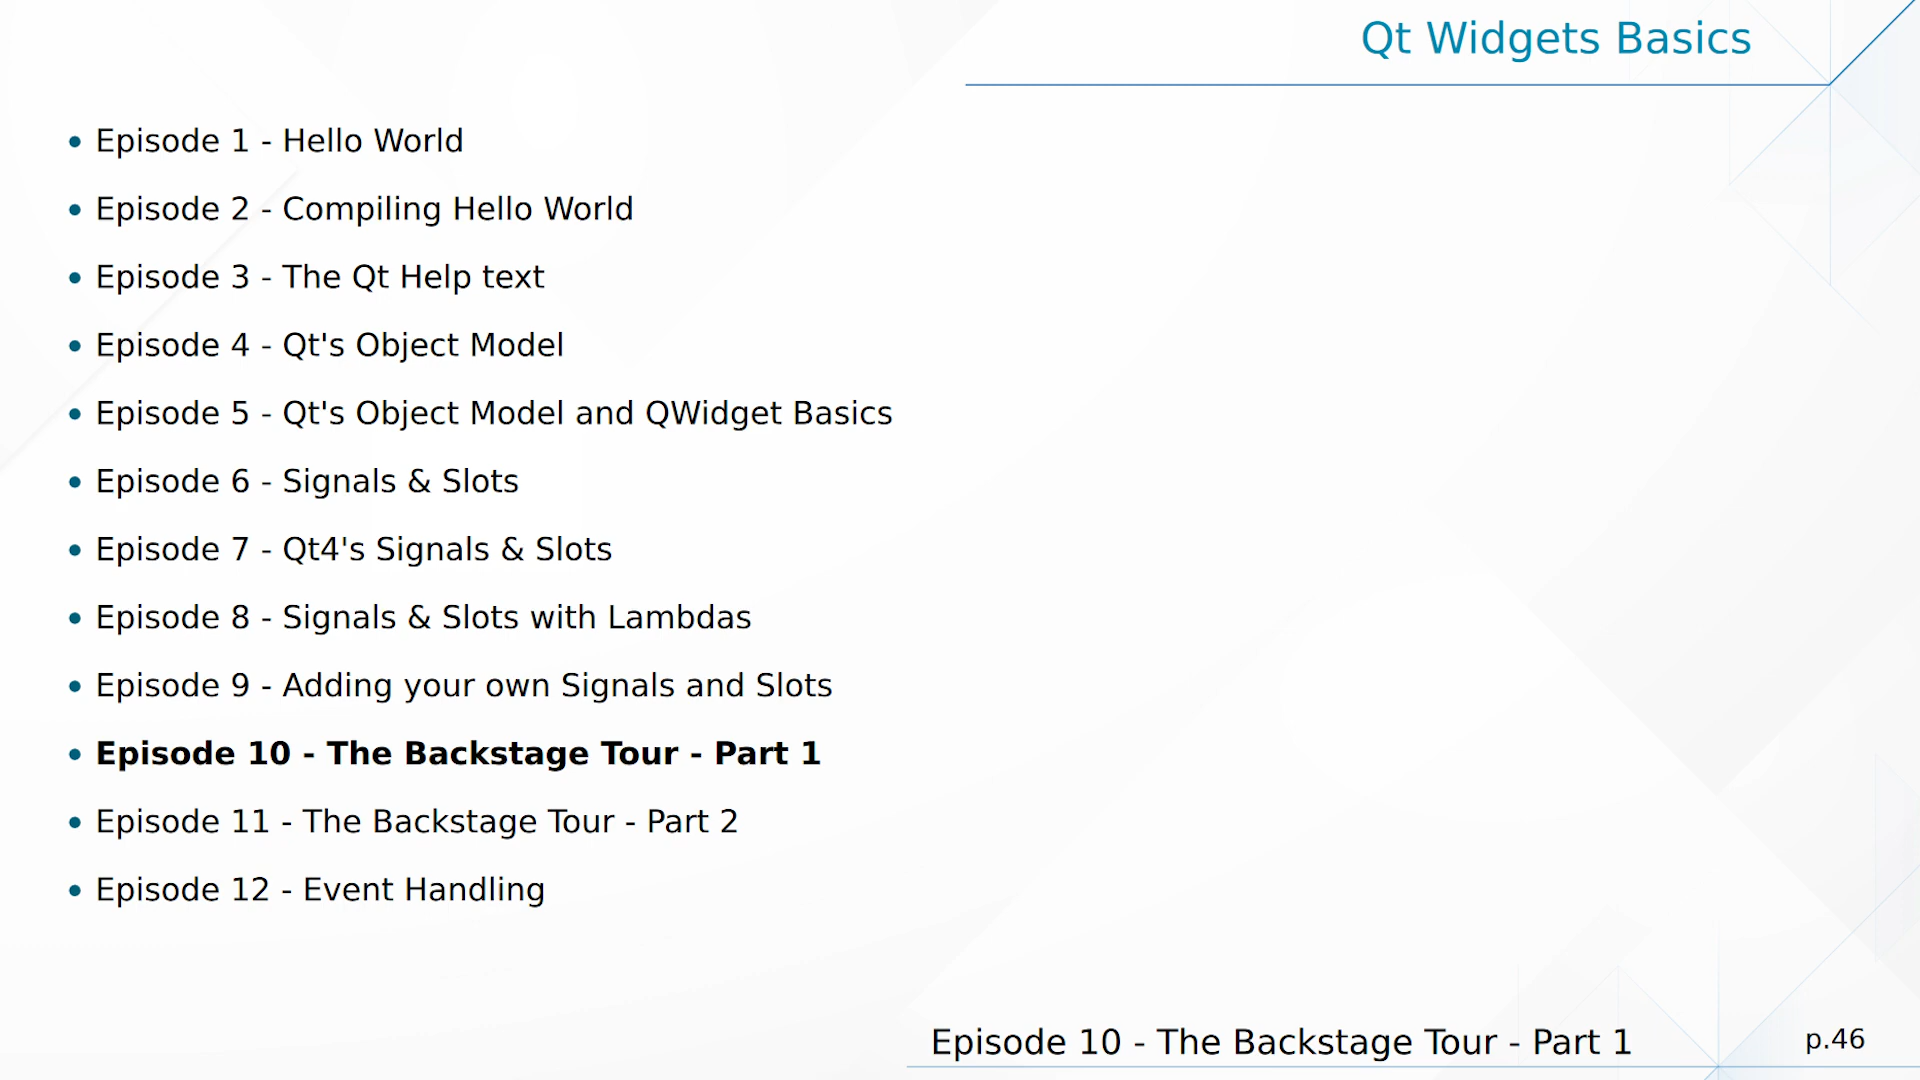 Qt Widgets Basics
• Episode 1 - Hello World
• Episode 2 - Compiling Hello World
• Episode 3 - The Qt Help text
• Episode 4 - Qt's Object Model
• Episode 5 - Qt's Object Model and QWidget Basics
• Episode 6 - Signals & Slots
• Episode 7 - Qt4's Signals & Slots
• Episode 8 - Signals & Slots with Lambdas
• Episode 9 - Adding your own Signals and Slots
• Episode 10 - The Backstage Tour - Part 1
• Episode 11 - The Backstage Tour - Part 2
• Episode 12 - Event Handling
Episode 10 - The Backstage Tour - Part 1 p.46